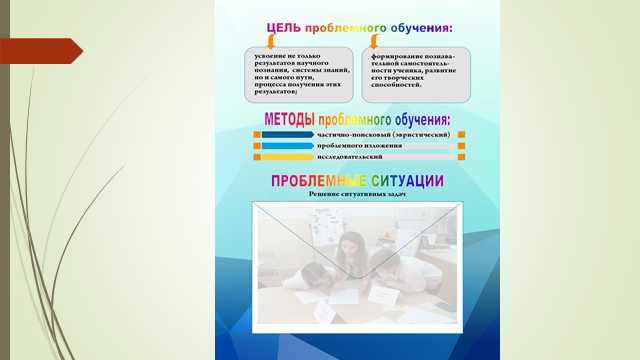 ЦЕЛЬ проблемного обучения:
усвоение не только
результатов научного
познания, системы знаний,
но и самого пути,
процесса получения этих
результатов;
формирование познава-
тельной самостоятель-
ности ученика, развитие
его творческих
способностей.
МЕТОДЫ проблемного обучения:
частично-поисковый (эвристический)
проблемного изложения
исследовательский
ПРОБЛЕМНЫЕ СИТУАЦИИ
Решение ситуативных задач